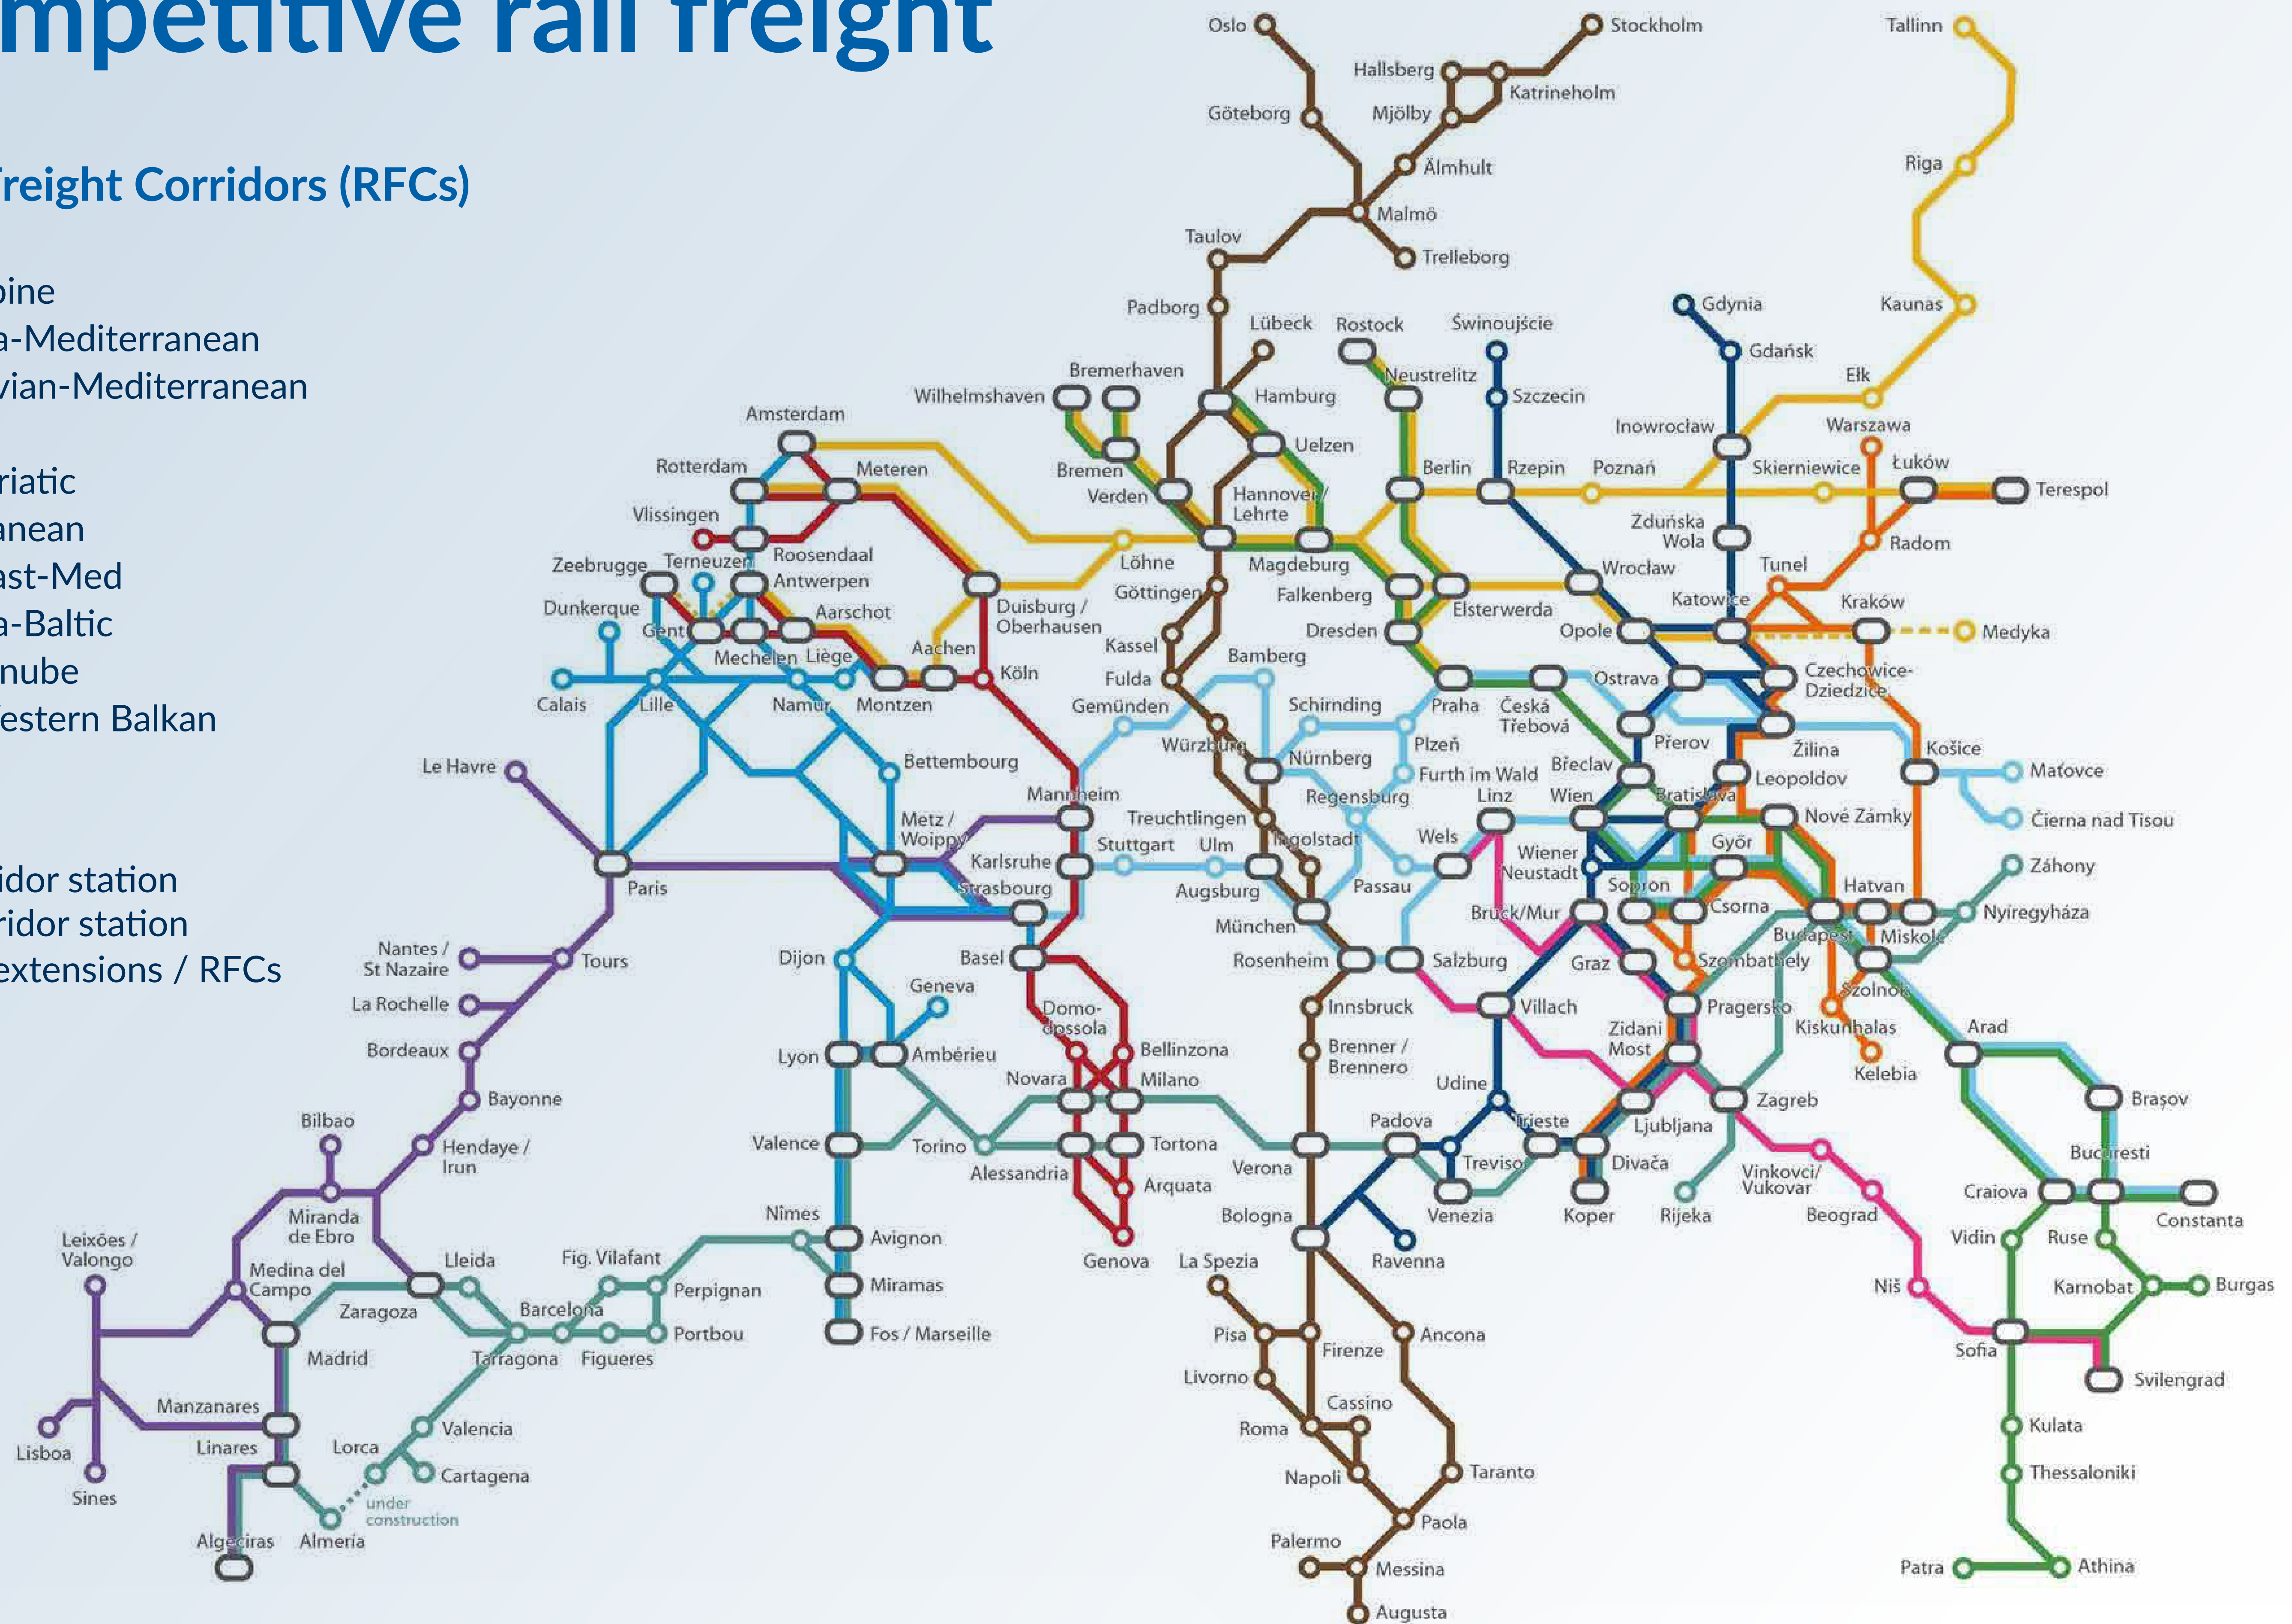 mpetitive rail freight
freight Corridors (RFCs)
pine
a-Mediterranean
vian-Mediterranean
riatic
anean
ast-Med
a-Baltic
nube
Western Balkan
idor station
ridor station
extensions / RFCs
Oslo
Stockholm
Tallinn
Hallsberg
Katrineholm
Göteborg
Mjölby
Älmhult
Riga
Malmö
Taulov
Trelleborg
Padborg
Gdynia
Kaunas
Lübeck
Rostock
Świnoujście
Gdańsk
Bremerhaven
Neustrelitz
Ełk
Wilhelmshaven
Hamburg
Szczecin
Amsterdam
Inowrocław
Warszawa
Uelzen
Rotterdam
Meteren
Bremen
Berlin
Rzepin
Poznań
Skierniewice
Łuków
Verden
Hannover /
Lehrte
Terespol
Vlissingen
Zduńska
Wola
Roosendaal
Radom
Zeebrugge
Terneuzen
Löhne
Magdeburg
Wrocław
Tunel
Antwerpen
Göttingen
Falkenberg
Dunkerque
Aarschot
Duisburg /
Oberhausen
Elsterwerda
Katowice
Kraków
Gent
Dresden
Opole
Medyka
Mechelen
Liège
Aachen
Kassel
Bamberg
Köln
Fulda
Ostrava
Czechowice-
Dziedzice
Calais
Lille
Namur
Montzen
Gemünden
Schirnding
Praha
Česká
Třebová
Würzburg
Plzeň
Přerov
Žilina
Košice
Le Havre
Bettembourg
Nürnberg
Furth im Wald
Břeclav
Leopoldov
Maťovce
Mannheim
Regensburg
Linz
Wien
Bratislava
Metz /
Woippy
Treuchtlingen
Nové Zámky
Čierna nad Tisou
Ingolstadt
Wels
Győr
Karlsruhe
Stuttgart
Ulm
Wiener
Neustadt
Záhony
Paris
Strasbourg
Augsburg
Passau
Sopron
Hatvan
Bruck/Mur
Csorna
Nyíregyháza
München
Budapest
Miskolc
Nantes /
St Nazaire
Tours
Dijon
Basel
Rosenheim
Salzburg
Graz
Szombathely
Geneva
Szolnok
La Rochelle
Domo-
dossola
Innsbruck
Villach
Pragersko
Kiskunhalas
Arad
Zidani
Most
Bordeaux
Lyon
Ambérieu
Bellinzona
Brenner /
Brennero
Kelebia
Novara
Milano
Udine
Bayonne
Zagreb
Brașov
Bilbao
Padova
Trieste
Ljubljana
Hendaye /
Irun
Valence
Torino
Tortona
Verona
Treviso
Divača
Bucuresti
Alessandria
Vinkovci/
Vukovar
Arquata
Craiova
Miranda
de Ebro
Nîmes
Bologna
Venezia
Koper
Rijeka
Beograd
Constanta
Leixões /
Valongo
Avignon
Vidin
Ruse
Lleida
Fig. Vilafant
Genova
La Spezia
Ravenna
Medina del
Campo
Perpignan
Miramas
Niš
Karnobat
Burgas
Zaragoza
Barcelona
Portbou
Fos / Marseille
Pisa
Ancona
Madrid
Tarragona
Figueres
Firenze
Sofia
Livorno
Svilengrad
Manzanares
Cassino
Valencia
Roma
Kulata
Lisboa
Linares
Lorca
Cartagena
Napoli
Taranto
Thessaloniki
Sines
under
construction
Paola
Algeciras
Almería
Palermo
Messina
Patra
Athina
Augusta